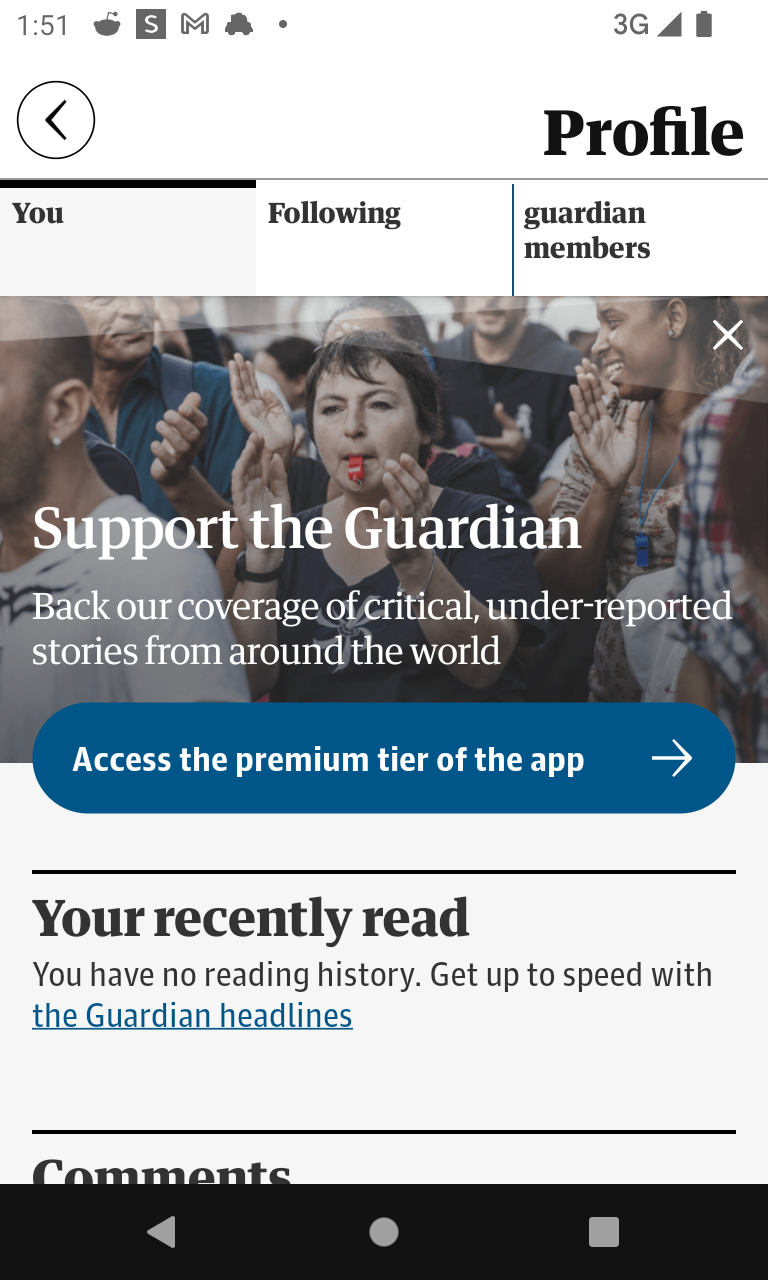 1:51
S
3G
Profile
You
Following
guardian
members
Support the Guardian
Back our coverage of critical, under-reported
stories from around the world
Access the premium tier of the app
Your recently read
You have no reading history. Get up to speed with
the Guardian headlines
Comments